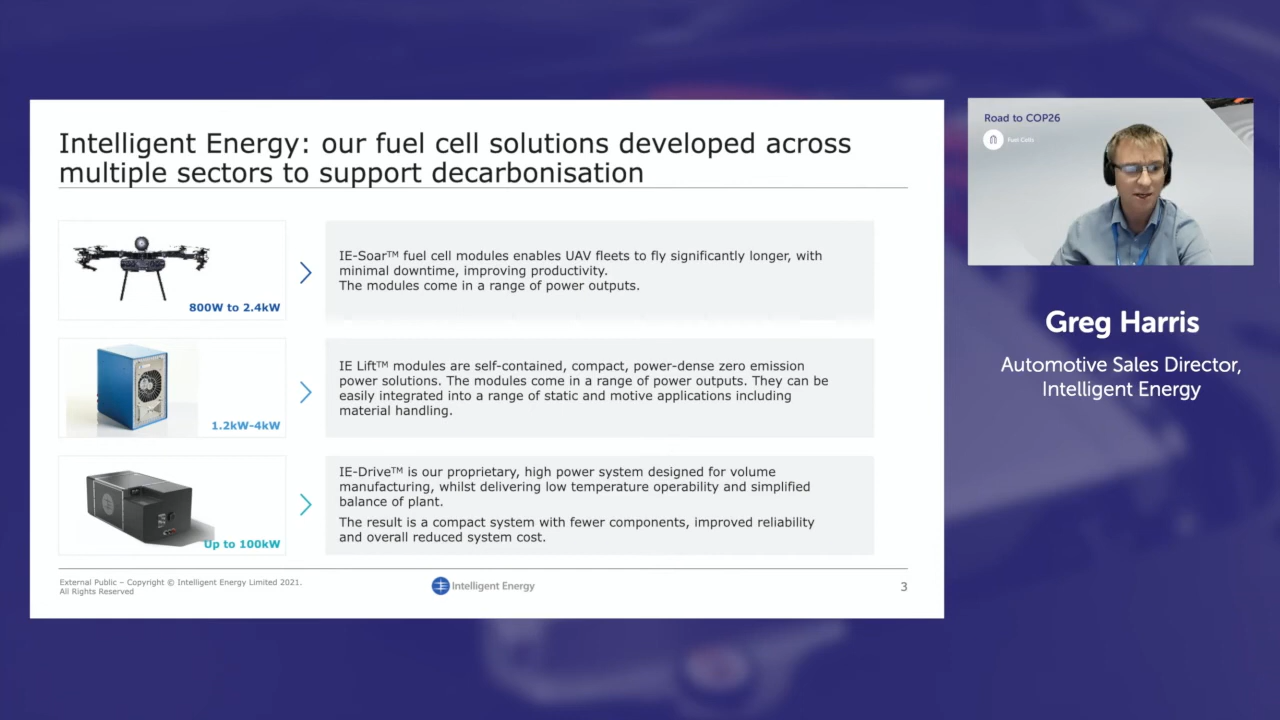 Intelligent Energy: our fuel cell solutions developed across
multiple sectors to support decarbonisation
800W to 2.4kW
IE-Soar™ fuel cell modules enables UAV fleets to fly significantly longer, with
minimal downtime, improving productivity.
The modules come in a range of power outputs.
1.2kW-4kW
IE Lift™ modules are self-contained, compact, power-dense zero emission
power solutions. The modules come in a range of power outputs. They can be
easily integrated into a range of static and motive applications including
material handling.
Up to 100kW
IE-Drive™ is our proprietary, high power system designed for volume
manufacturing, whilst delivering low temperature operability and simplified
balance of plant.
The result is a compact system with fewer components, improved reliability
and overall reduced system cost.
External Public – Copyright © Intelligent Energy Limited 2021.
All Rights Reserved
Intelligent Energy
3
Road to COP26
Fuel Cells
Greg Harris
Automotive Sales Director,
Intelligent Energy